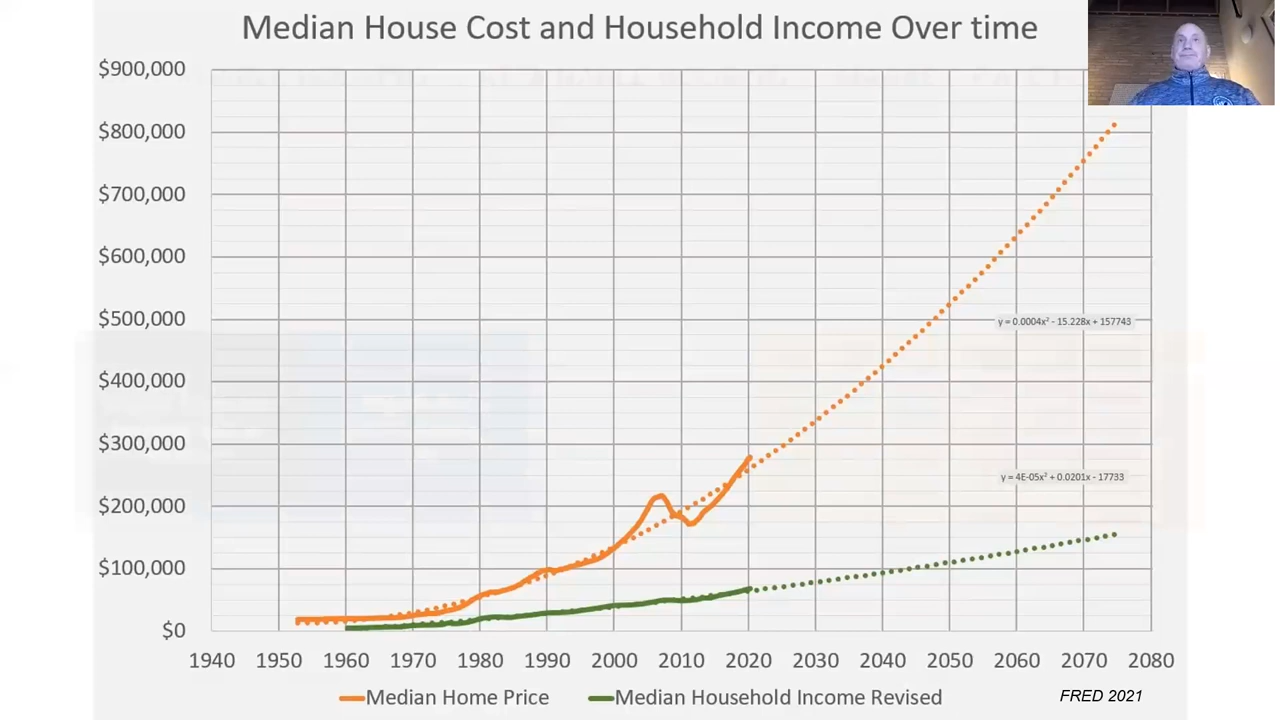 Median House Cost and Household Income Over time
$900,000
$800,000
$700,000
$600,000
$500,000
$400,000
$300,000
$200,000
$100,000
$0
y = 0.0004x² - 15.228x + 157743
y = 4E-05x² + 0.0201x - 17733
1940 1950 1960 1970 1980 1990 2000 2010 2020 2030 2040 2050 2060 2070 2080
Median Home Price Median Household Income Revised
FRED 2021